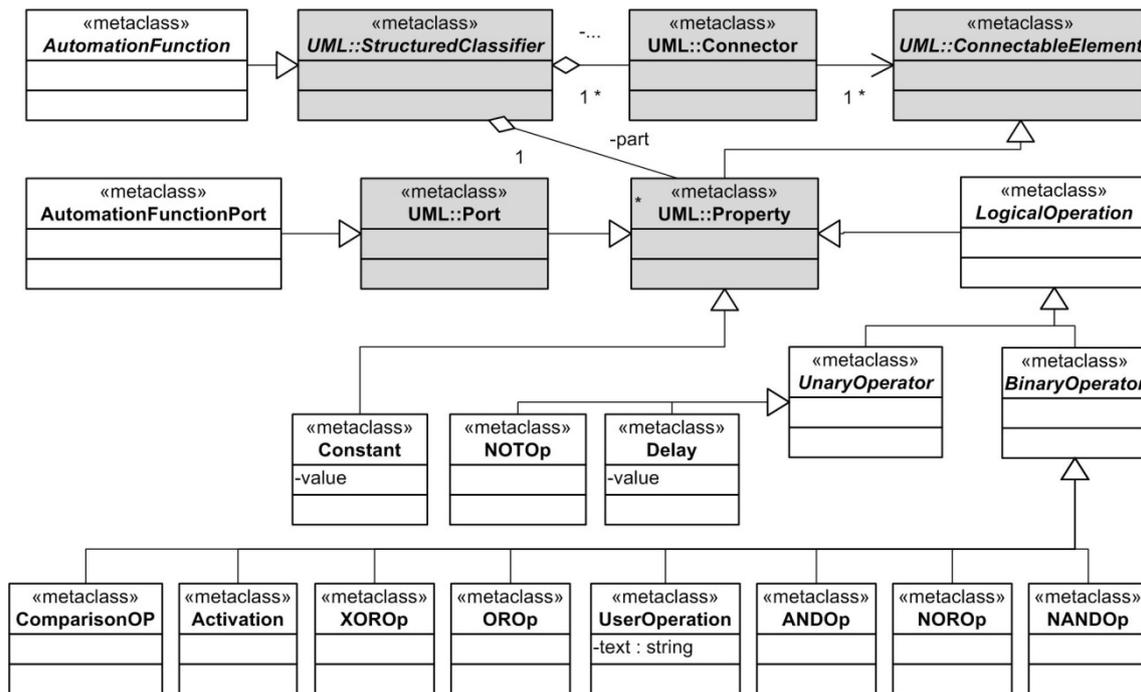 «metaclass»
AutomationFunction
«metaclass»
UML::StructuredClassifier
-...
1 *
«metaclass»
UML::Connector
1 *
«metaclass»
UML::ConnectableElement
1
-part
«metaclass»
AutomationFunctionPort
«metaclass»
UML::Port
«metaclass»
*
UML::Property
«metaclass»
LogicalOperation
«metaclass»
UnaryOperator
«metaclass»
BinaryOperator
«metaclass»
Constant
-value
«metaclass»
NOTOp
«metaclass»
Delay
-value
«metaclass»
ComparisonOP
«metaclass»
Activation
«metaclass»
XOROp
«metaclass»
OROp
«metaclass»
UserOperation
-text : string
«metaclass»
ANDOp
«metaclass»
NOROp
«metaclass»
NANDOp